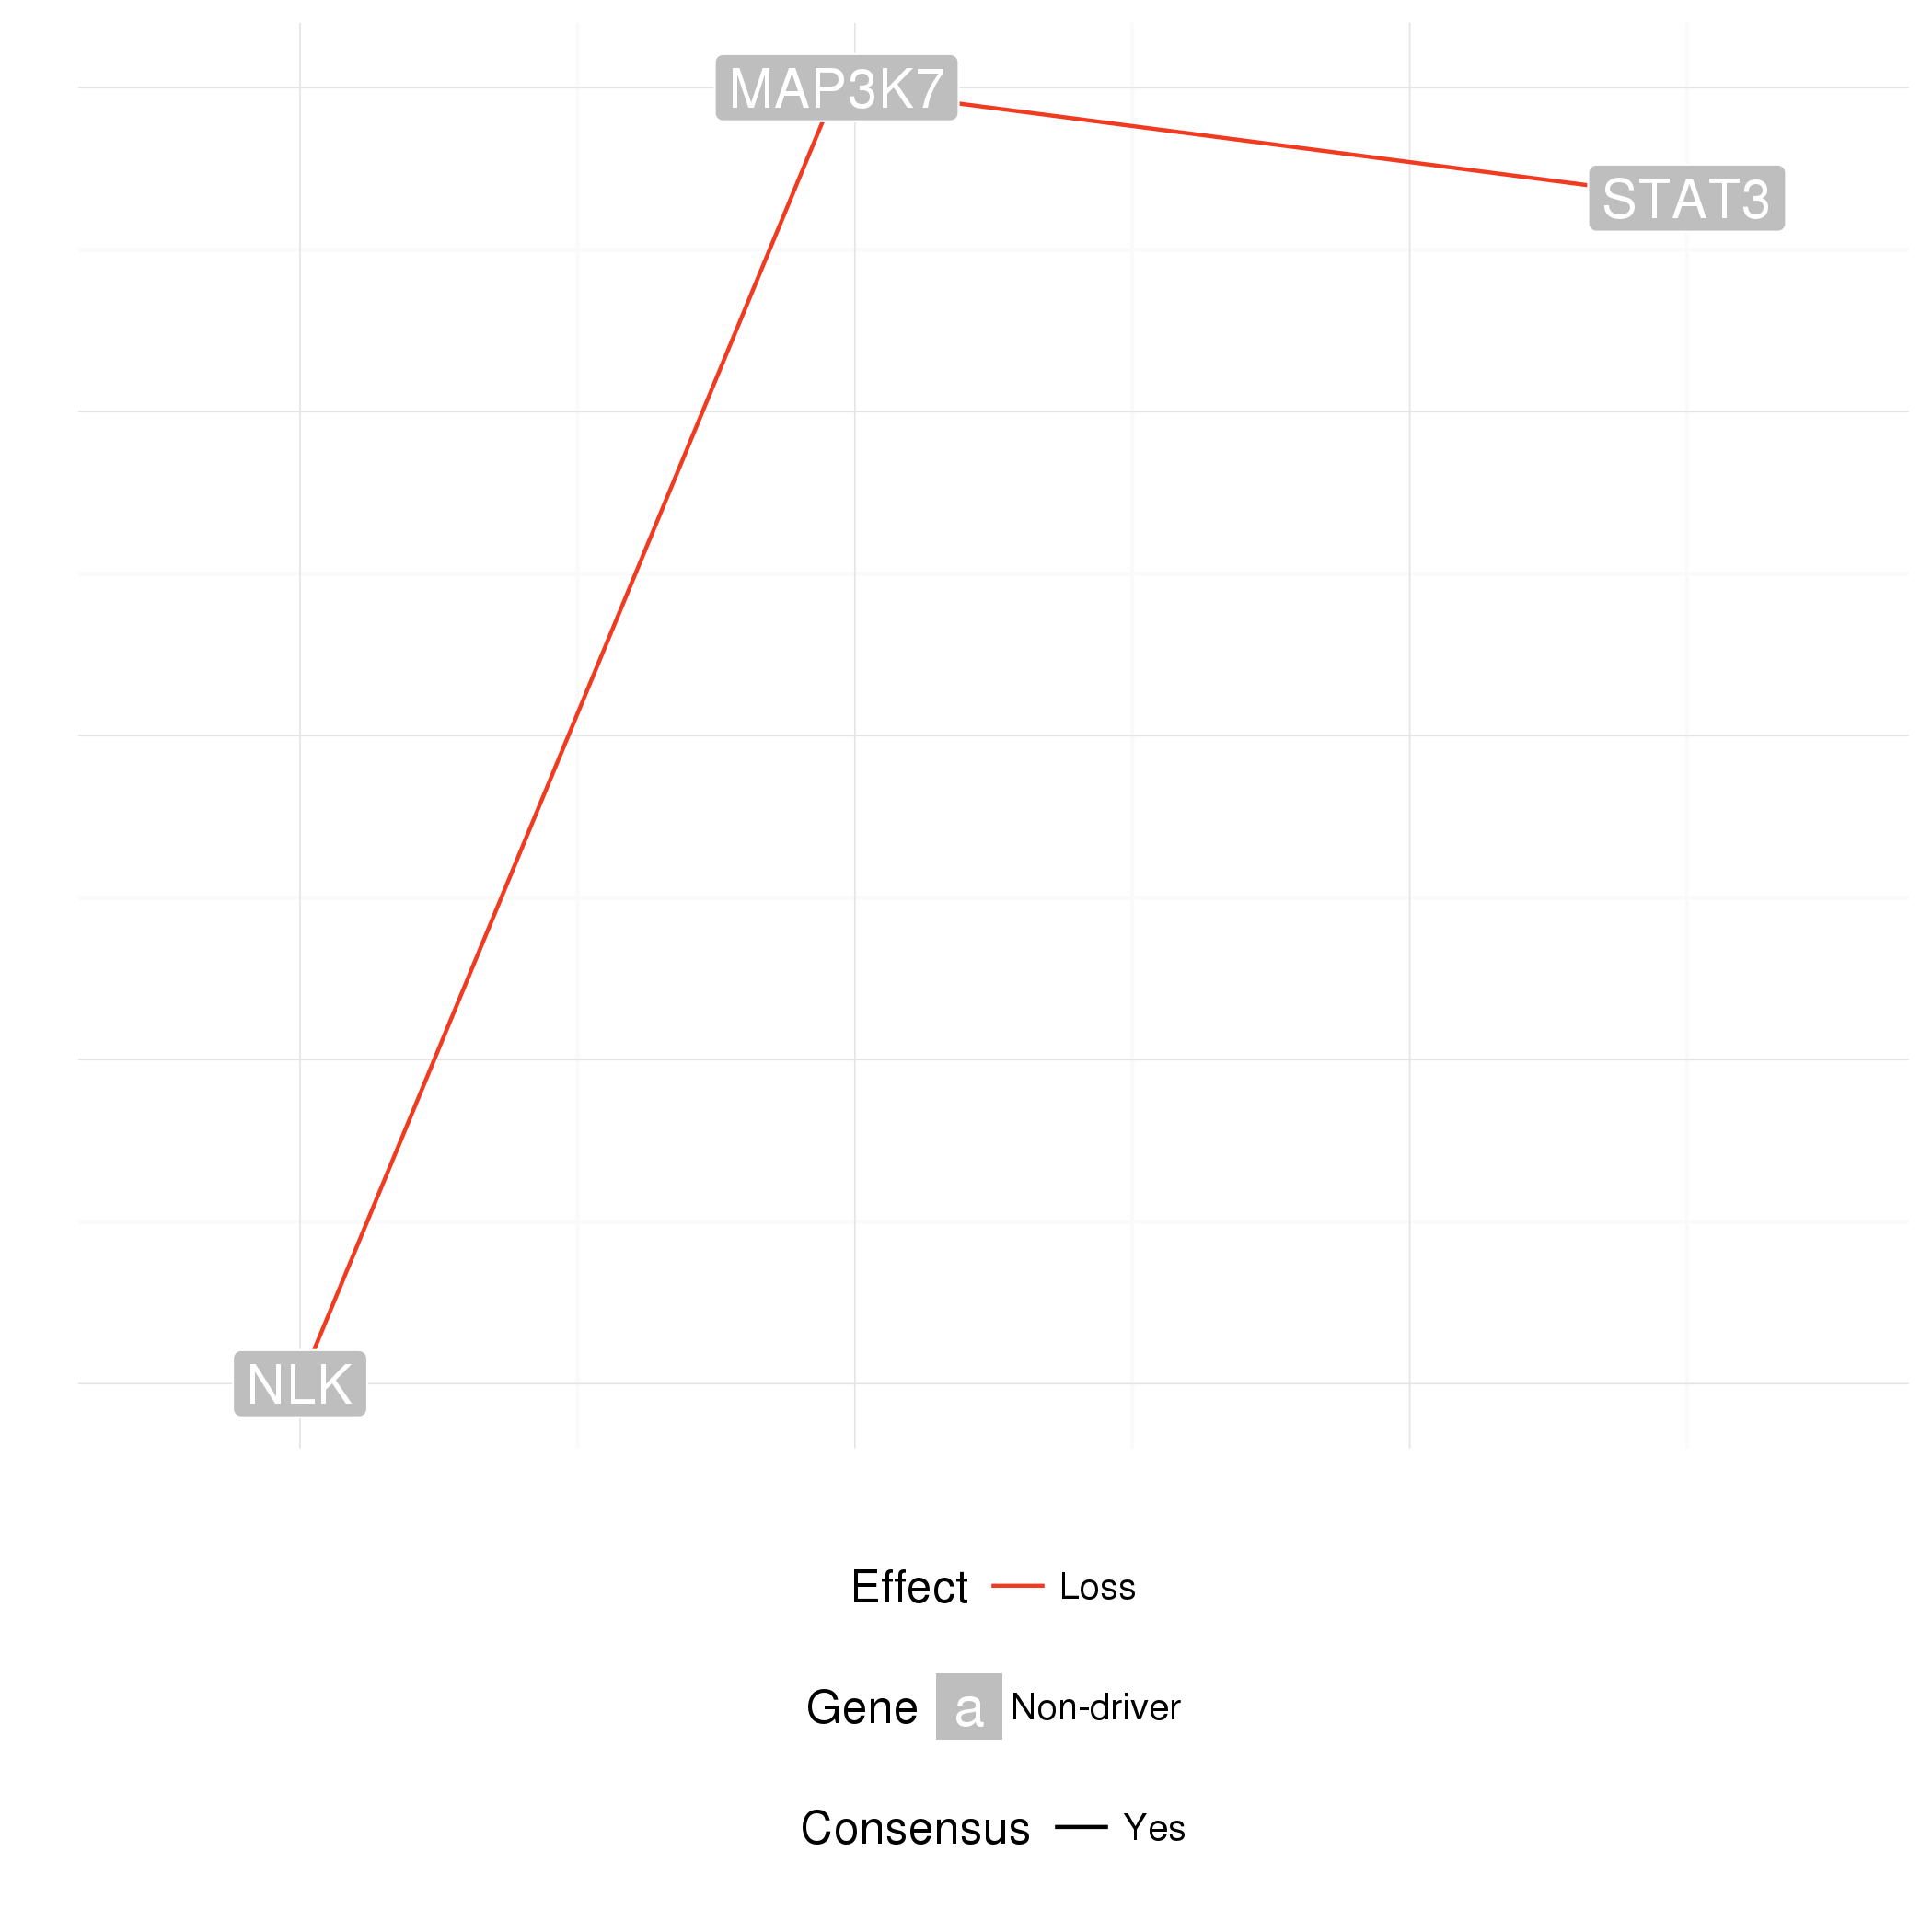 MAP3K7
STAT3
NLK
Effect Loss
Gene a Non-driver
Consensus Yes